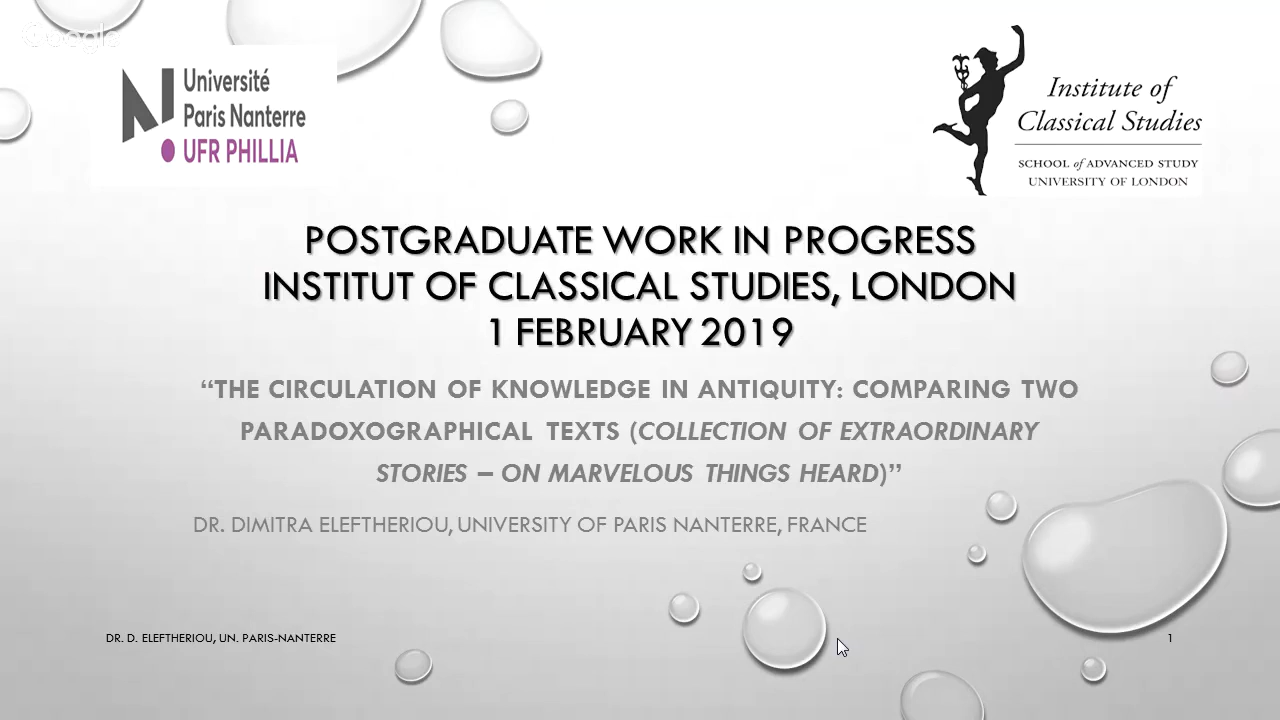 Google
Université
Paris Nanterre
UFR PHILLIA
Institute of
Classical Studies
SCHOOL of ADVANCED STUDY
UNIVERSITY OF LONDON
POSTGRADUATE WORK IN PROGRESS
INSTITUT OF CLASSICAL STUDIES, LONDON
1 FEBRUARY 2019
“THE CIRCULATION OF KNOWLEDGE IN ANTIQUITY: COMPARING TWO
PARADOXOGRAPHICAL TEXTS (COLLECTION OF EXTRAORDINARY
STORIES – ON MARVELOUS THINGS HEARD)”
DR. DIMITRA ELEFTHERIOU, UNIVERSITY OF PARIS NANTERRE, FRANCE
DR. D. ELEFTHERIOU, UN. PARIS-NANTERRE
1